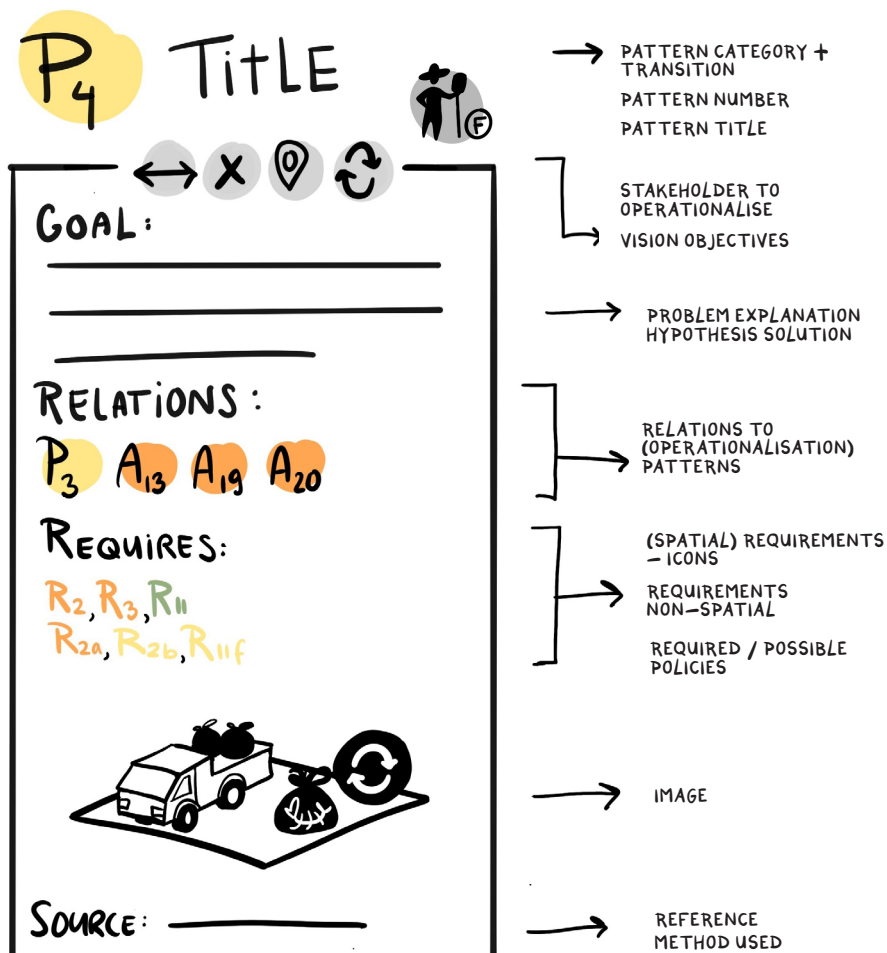 P4 TiTLE
F
GOAL:
RELATiONS:
P3 A13 A19 A20
REQUiRES:
R2, R3, R11
R2a, R2b, R11f
SOURCE:
PATTERN CATEGORY +
TRANSITION
PATTERN NUMBER
PATTERN TITLE
STAKEHOLDER TO
OPERATIONALISE
VISION OBJECTIVES
PROBLEM EXPLANATION
HYPOTHESIS SOLUTION
RELATIONS TO
(OPERATIONALISATION)
PATTERNS
(SPATIAL) REQUIREMENTS
– ICONS
REQUIREMENTS
NON–SPATIAL
REQUIRED / POSSIBLE
POLICIES
IMAGE
REFERENCE
METHOD USED